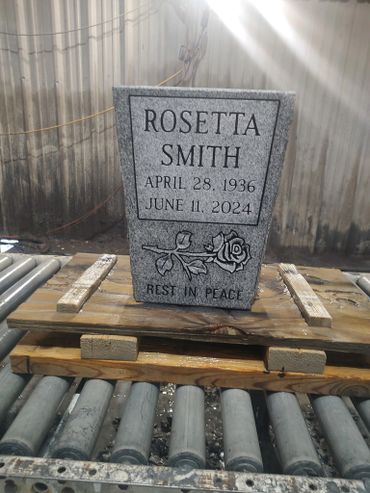 ROSETTA
SMITH
APRIL 28, 1936
JUNE 11, 2024
REST IN PEACE